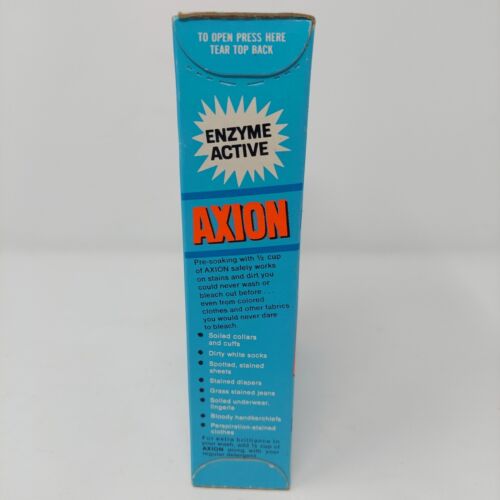 TO OPEN PRESS HERE
TEAR TOP BACK
ENZYME
ACTIVE
AXION
Pre-soaking with ½ cup
of AXION safely works
on stains and dirt you
could never wash or
bleach out before . . .
even from colored
clothes and other fabrics
you would never dare
to bleach.
• Soiled collars
and cuffs
• Dirty white socks
• Spotted, stained
sheets
• Stained diapers
• Grass stained jeans
• Soiled underwear,
lingerie
• Bloody handkerchiefs
• Perspiration-stained
clothes
For extra brilliance in
your wash, add ½ cup of
AXION along with your
regular detergent.